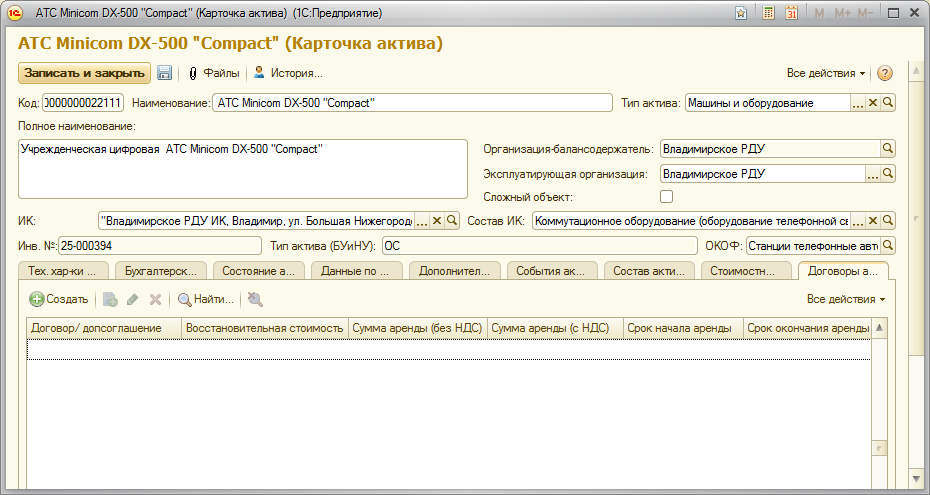 АТС Minicom DX-500 "Compact" (Карточка актива) (1С:Предприятие)
M M+ M-
АТС Minicom DX-500 "Compact" (Карточка актива)
Записать и закрыть Файлы История... Все действия
Код: 0000000022111 Наименование: АТС Minicom DX-500 "Compact" Тип актива: Машины и оборудование
Полное наименование:
Учрежденческая цифровая АТС Minicom DX-500 "Compact"
Организация-балансодержатель: Владимирское РДУ
Эксплуатирующая организация: Владимирское РДУ
Сложный объект:
ИК: "Владимирское РДУ ИК, Владимир, ул. Большая Нижегородс Состав ИК: Коммутационное оборудование (оборудование телефонной св
Инв. №: 25-000394 Тип актива (БУиНУ): ОС ОКОФ: Станции телефонные авто
Тех. хар-ки ... Бухгалтерск... Состояние а... Данные по ... Дополнител... События ак... Состав акти... Стоимостн... Договоры а...
Создать Найти... Все действия
Договор/ допсоглашение Восстановительная стоимость Сумма аренды (без НДС) Сумма аренды (с НДС) Срок начала аренды Срок окончания аренды